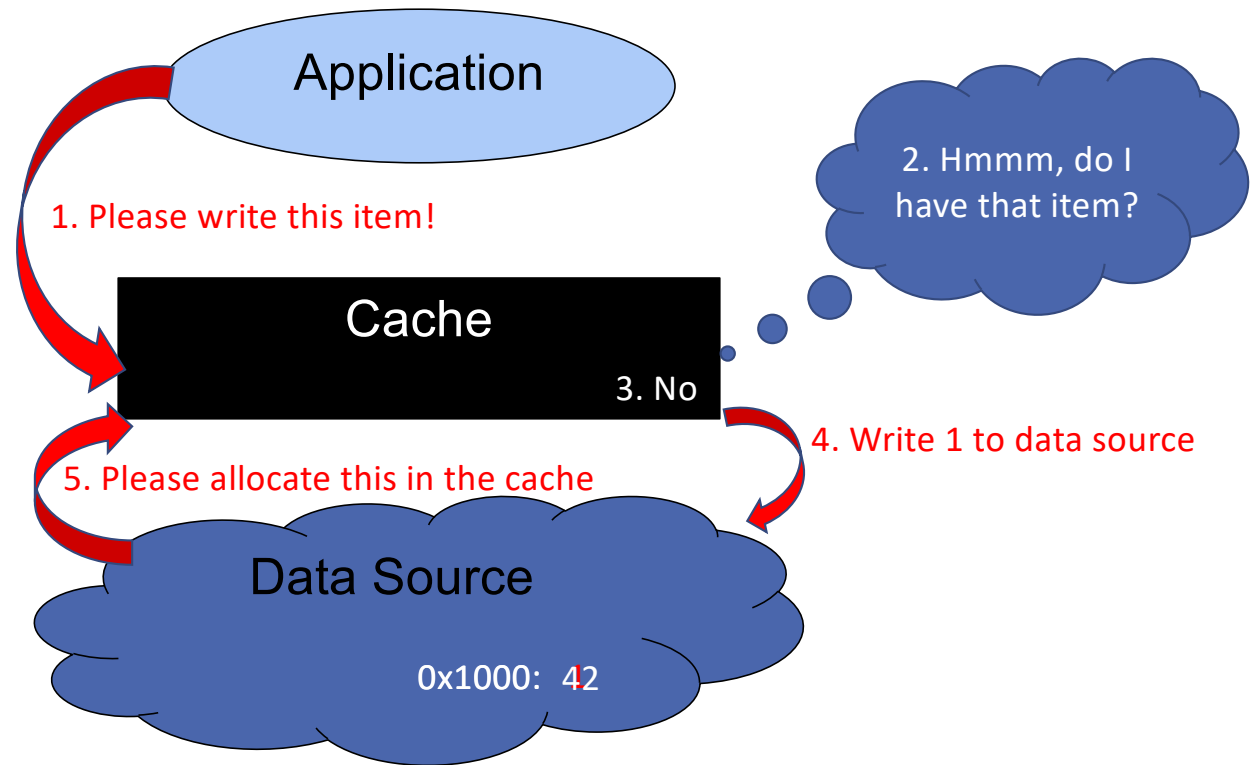 Application
2. Hmmm, do I
have that item?
1. Please write this item!
Cache
3. No
4. Write 1 to data source
5. Please allocate this in the cache
Data Source
0x1000: 42
1